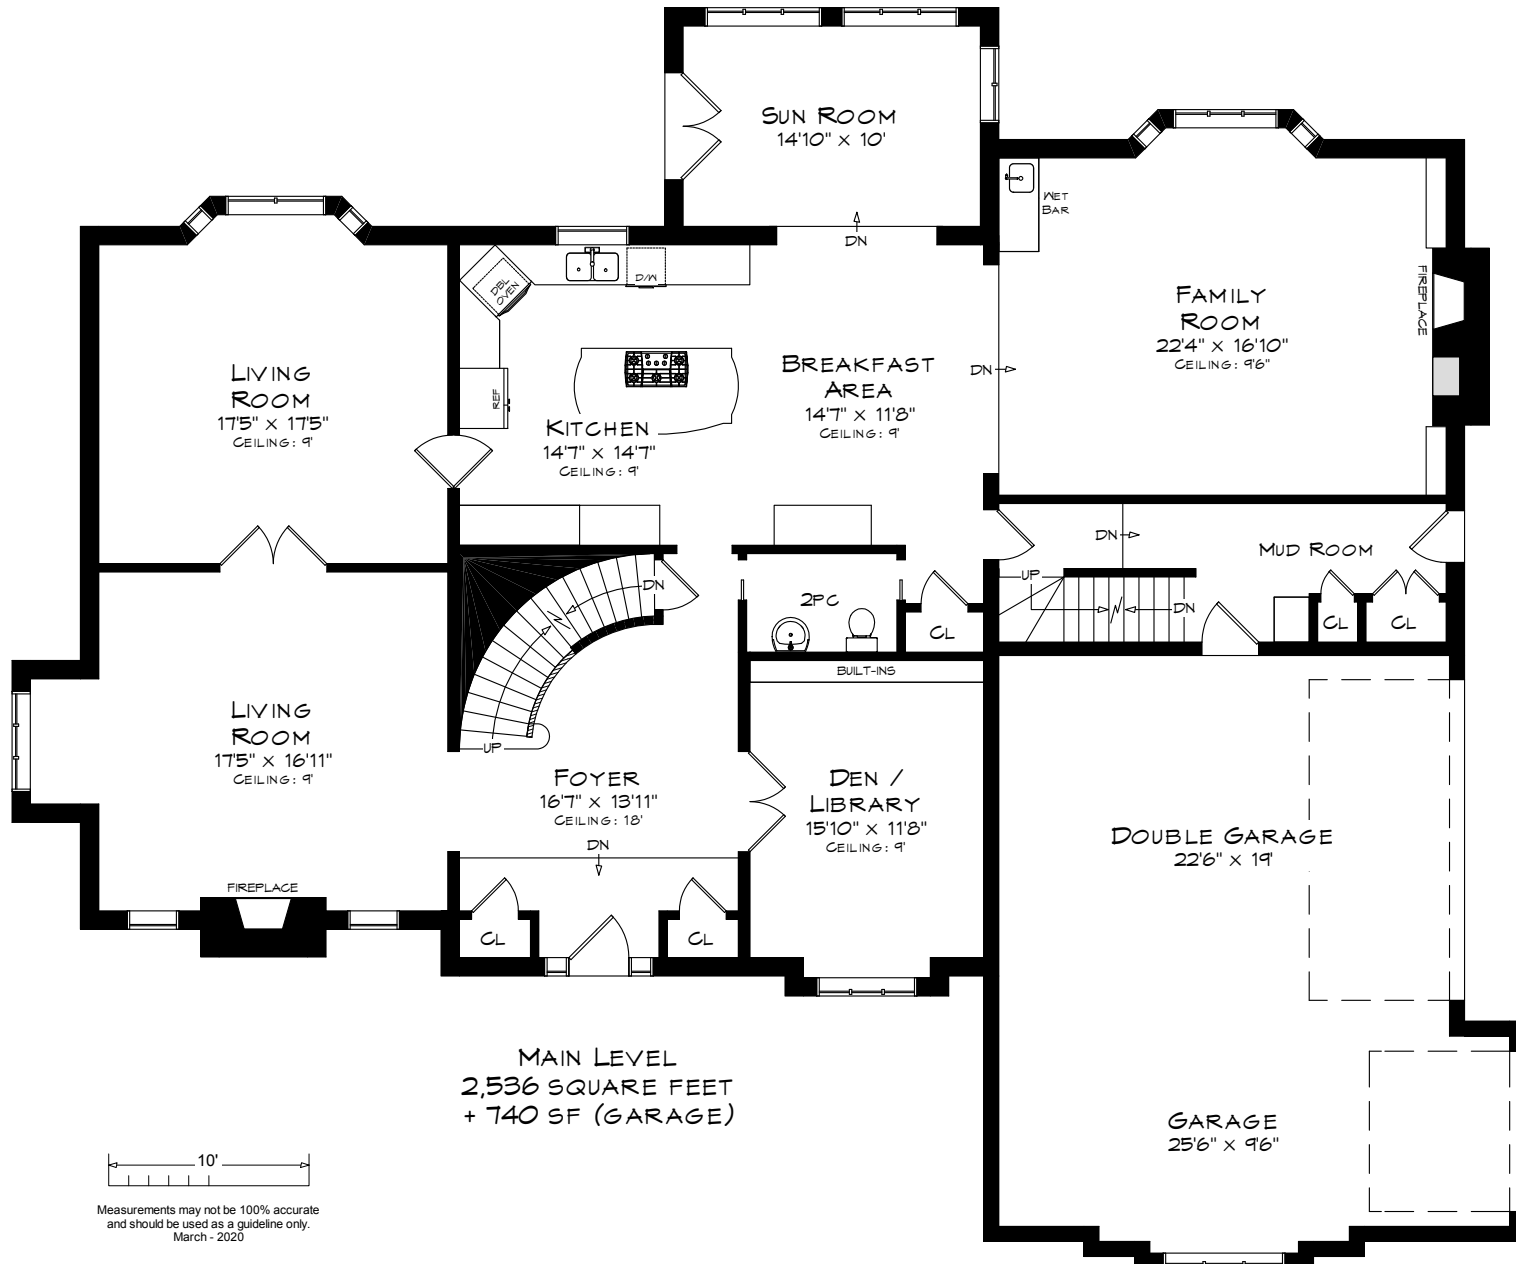 SUN ROOM
14'10" x 10'
DN
WET
BAR
FIREPLACE
FAMILY
ROOM
22'4" x 16'10"
CEILING: 9'6"
DN
D/W
DBL
OVEN
REF
BREAKFAST
AREA
14'7" x 11'8"
CEILING: 9'
KITCHEN
14'7" x 14'7"
CEILING: 9'
LIVING
ROOM
17'5" x 17'5"
CEILING: 9'
DN
MUD ROOM
UP
DN
CL
CL
DN
2PC
CL
BUILT-INS
UP
LIVING
ROOM
17'5" x 16'11"
CEILING: 9'
FIREPLACE
FOYER
16'7" x 13'11"
CEILING: 18'
DN
CL
CL
DEN /
LIBRARY
15'10" x 11'8"
CEILING: 9'
DOUBLE GARAGE
22'6" x 19'
GARAGE
25'6" x 9'6"
MAIN LEVEL
2,536 SQUARE FEET
+ 740 SF (GARAGE)
10'
Measurements may not be 100% accurate
and should be used as a guideline only.
March - 2020